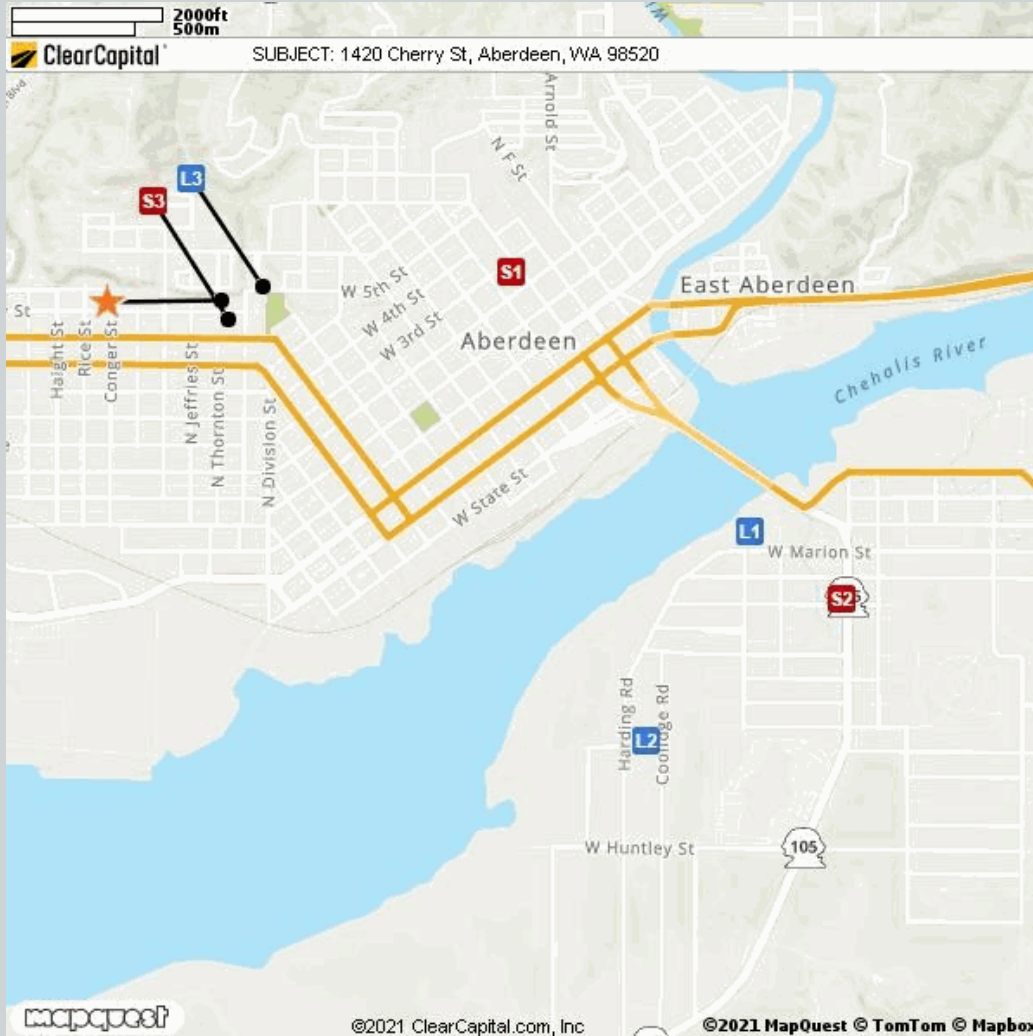 2000ft
500m
ClearCapital
SUBJECT: 1420 Cherry St, Aberdeen, WA 98520
Blvd
Arnold St
N F St
L3
S3
S1
W 5th St
W 4th St
W 3rd St
East Aberdeen
Aberdeen
Chehalis River
St
Haight St
Rice St
Conger St
N Jeffries St
N Thornton St
N Division St
W State St
L1
W Marion St
S2
Harding Rd
L2
Coolidge Rd
W Huntley St
105
mapquest
©2021 ClearCapital.com, Inc
©2021 MapQuest © TomTom © Mapbox